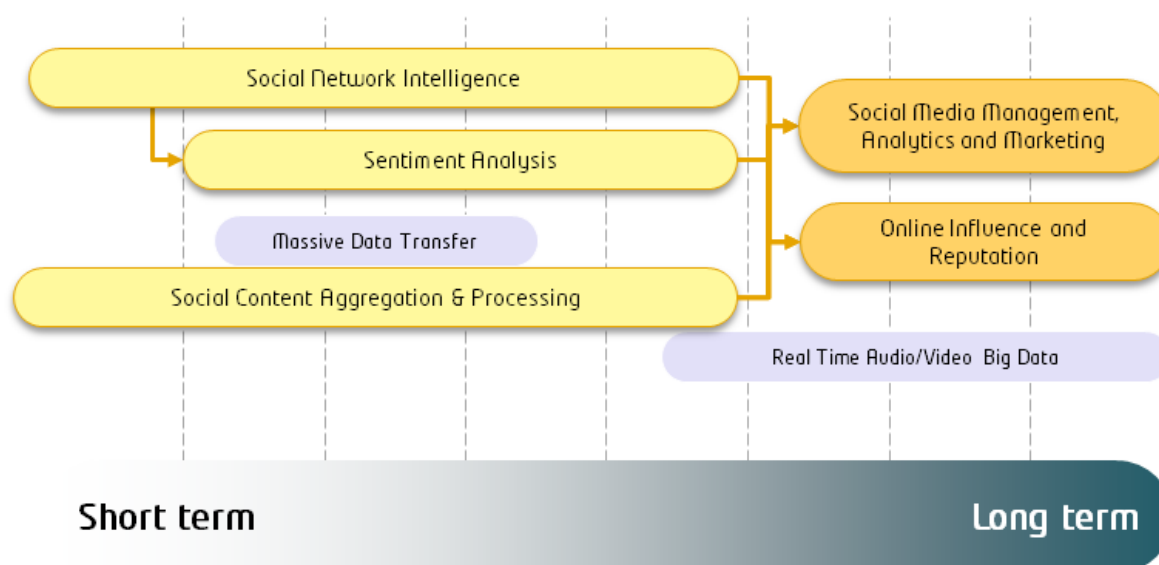 Social Network Intelligence
Social Media Management,
Analytics and Marketing
Sentiment Analysis
Massive Data Transfer
Online Influence and
Reputation
Social Content Aggregation & Processing
Real Time Audio/Video Big Data
Short term
Long term